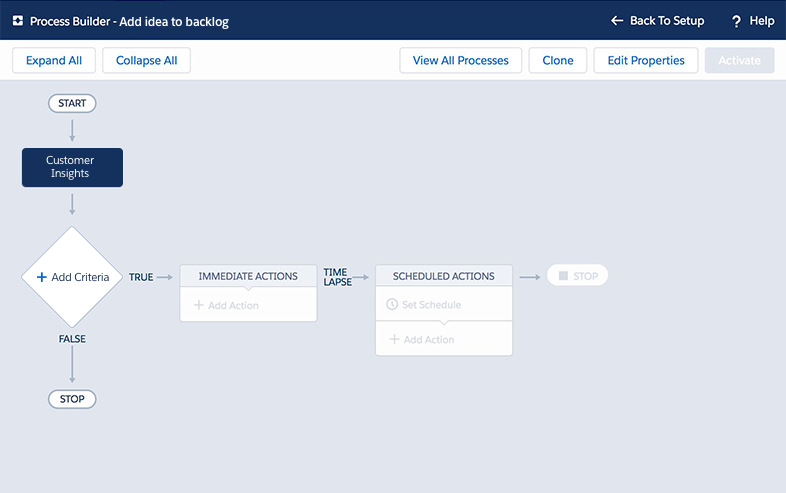 Process Builder - Add idea to backlog
Back To Setup
? Help
Expand All
Collapse All
View All Processes
Clone
Edit Properties
Activate
START
Customer
Insights
+ Add Criteria
TRUE
IMMEDIATE ACTIONS
+ Add Action
TIME
LAPSE
SCHEDULED ACTIONS
Set Schedule
+ Add Action
STOP
FALSE
STOP